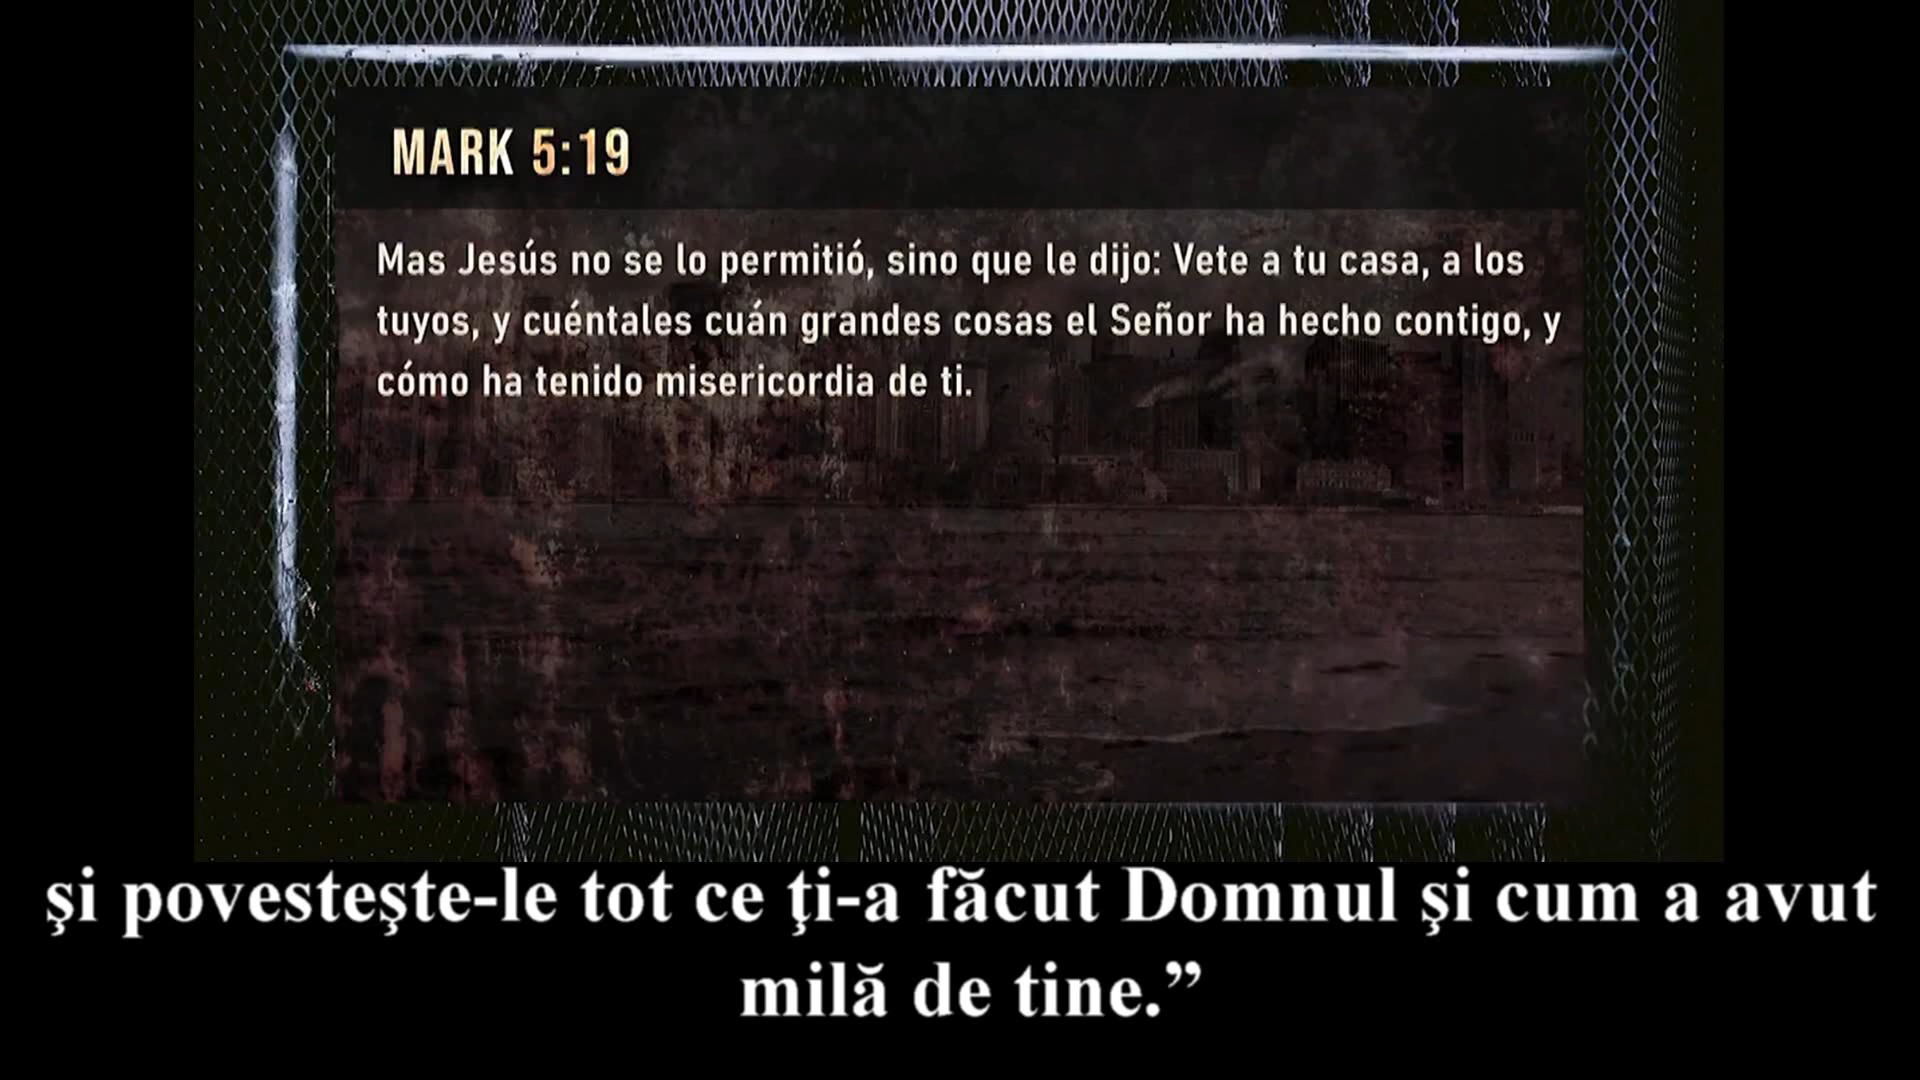 MARK 5:19
Mas Jesús no se lo permitió, sino que le dijo: Vete a tu casa, a los
tuyos, y cuéntales cuán grandes cosas el Señor ha hecho contigo, y
cómo ha tenido misericordia de ti.
şi povesteşte-le tot ce ţi-a făcut Domnul şi cum a avut
milă de tine.”